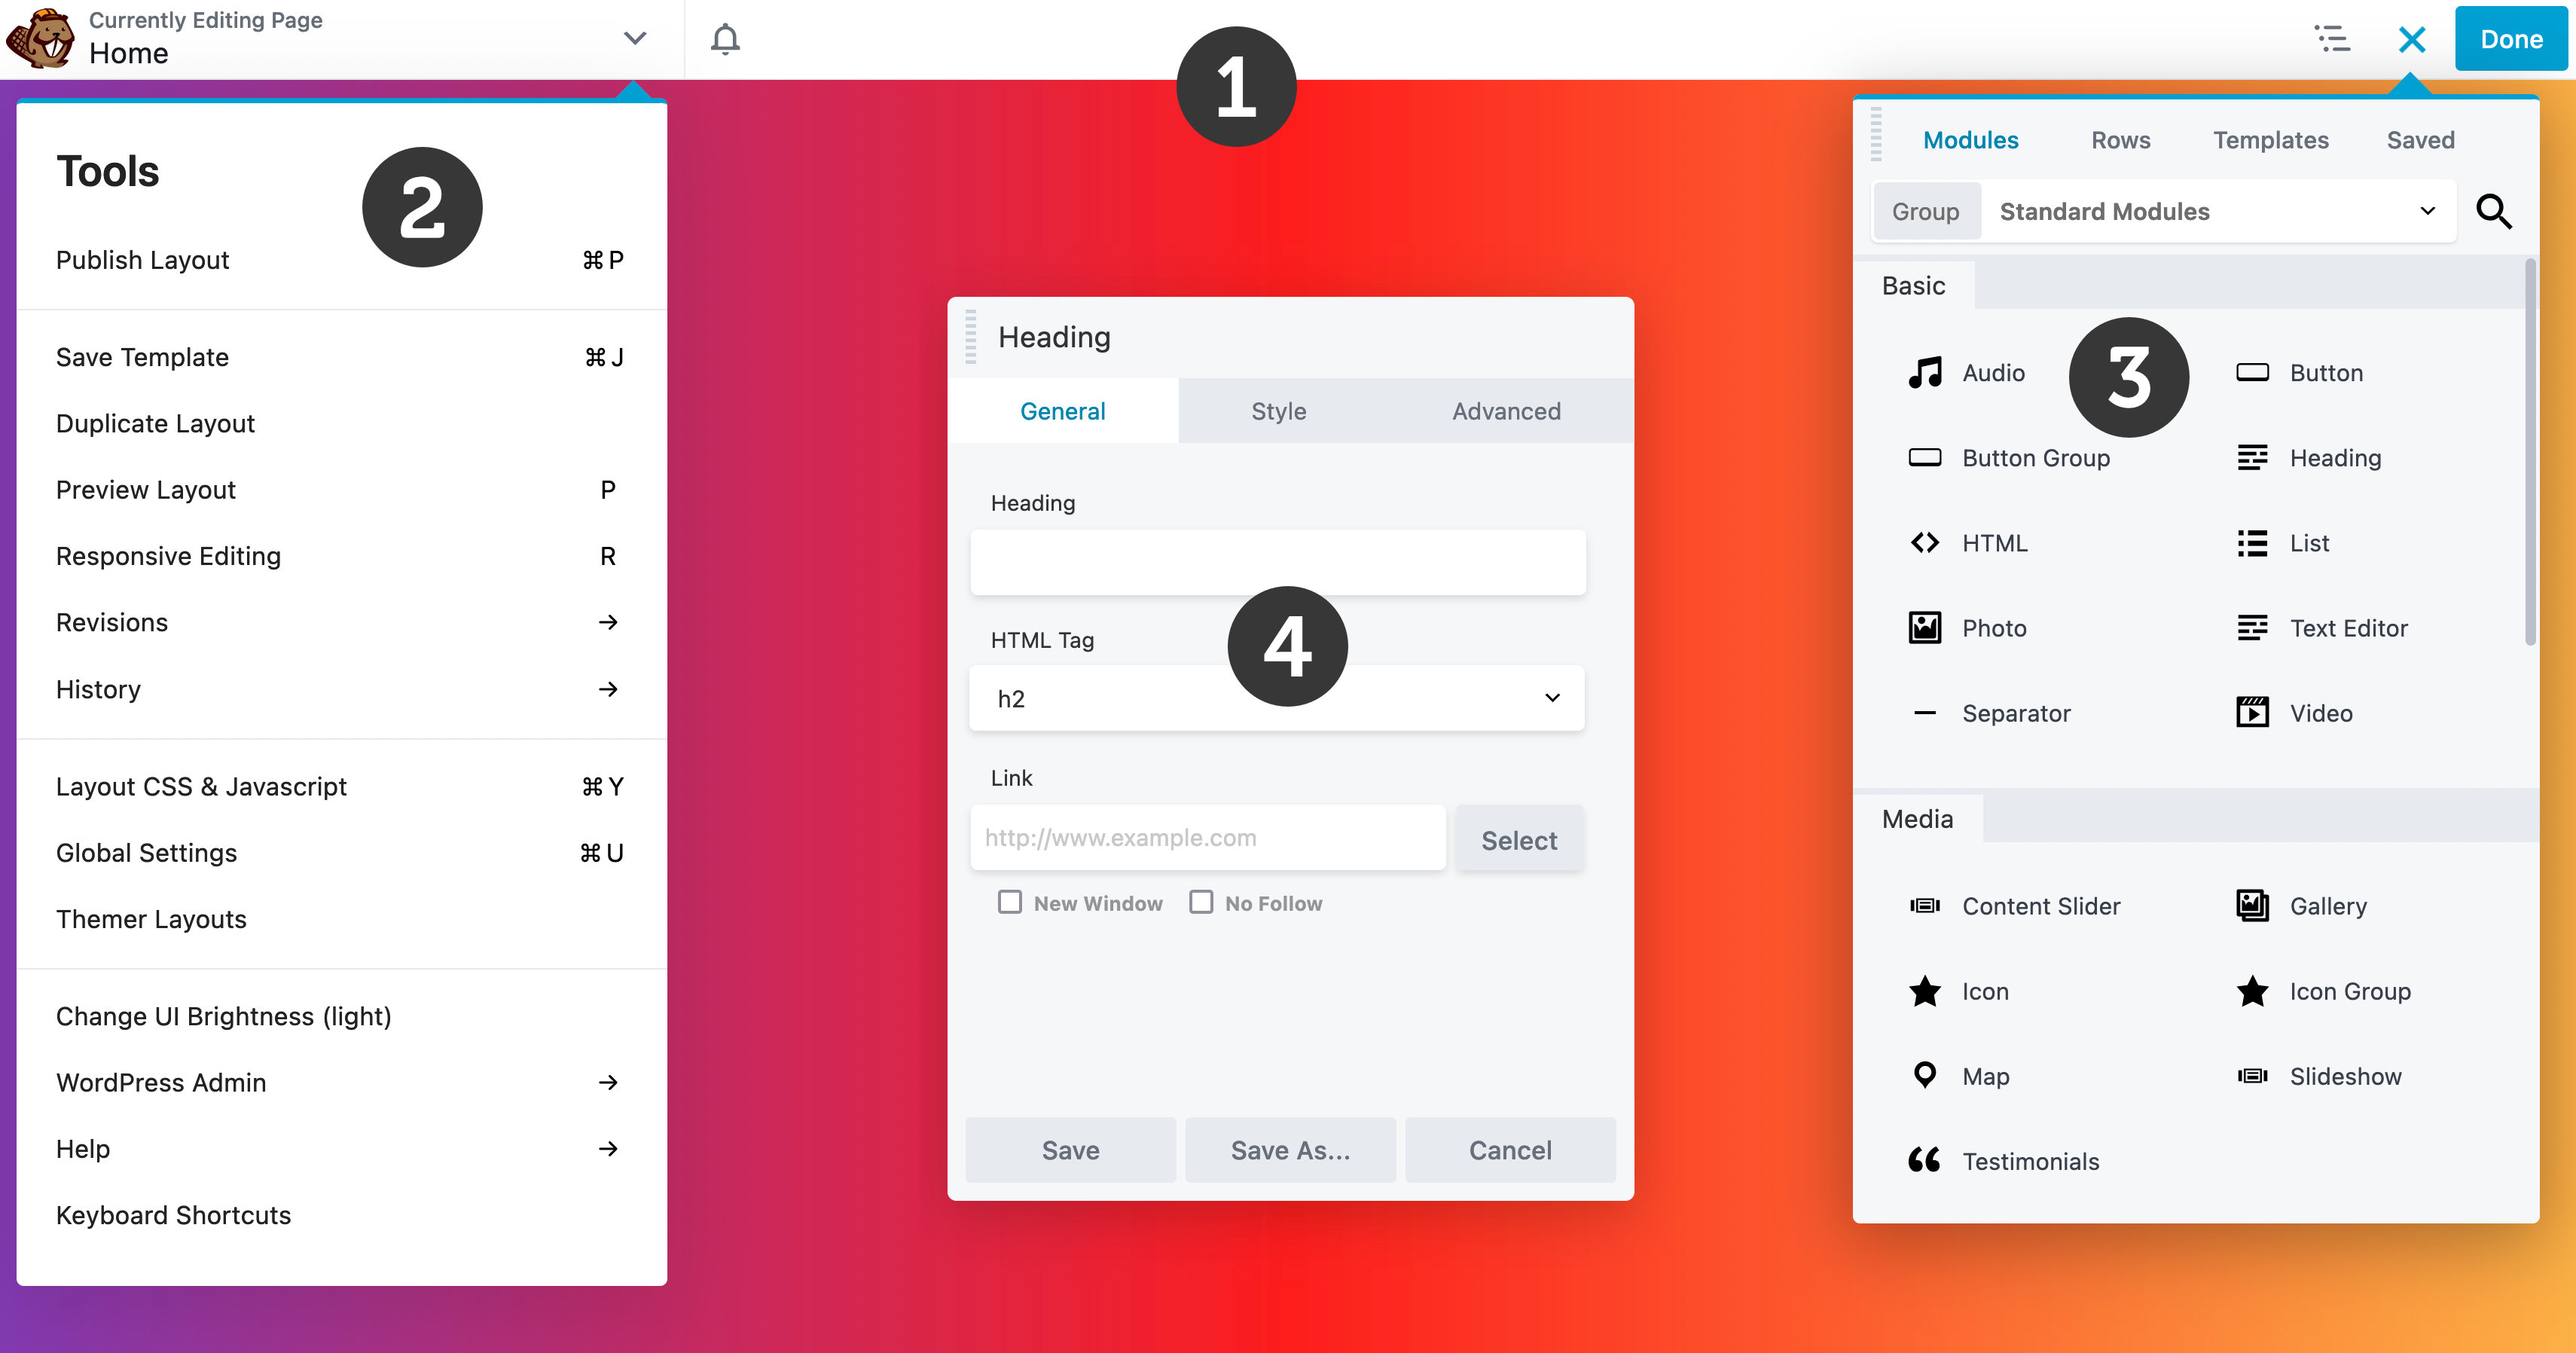 Currently Editing Page
Home
Done
1
Tools
2
Publish Layout ⌘P
Save Template ⌘J
Duplicate Layout
Preview Layout P
Responsive Editing R
Revisions →
History →
Layout CSS & Javascript ⌘Y
Global Settings ⌘U
Themer Layouts
Change UI Brightness (light)
WordPress Admin →
Help →
Keyboard Shortcuts
Heading
General Style Advanced
Heading
4
HTML Tag
h2
Link
http://www.example.com Select
New Window No Follow
Save Save As... Cancel
Modules Rows Templates Saved
Group Standard Modules
Basic
3
Audio Button
Button Group Heading
HTML List
Photo Text Editor
Separator Video
Media
Content Slider Gallery
Icon Icon Group
Map Slideshow
Testimonials